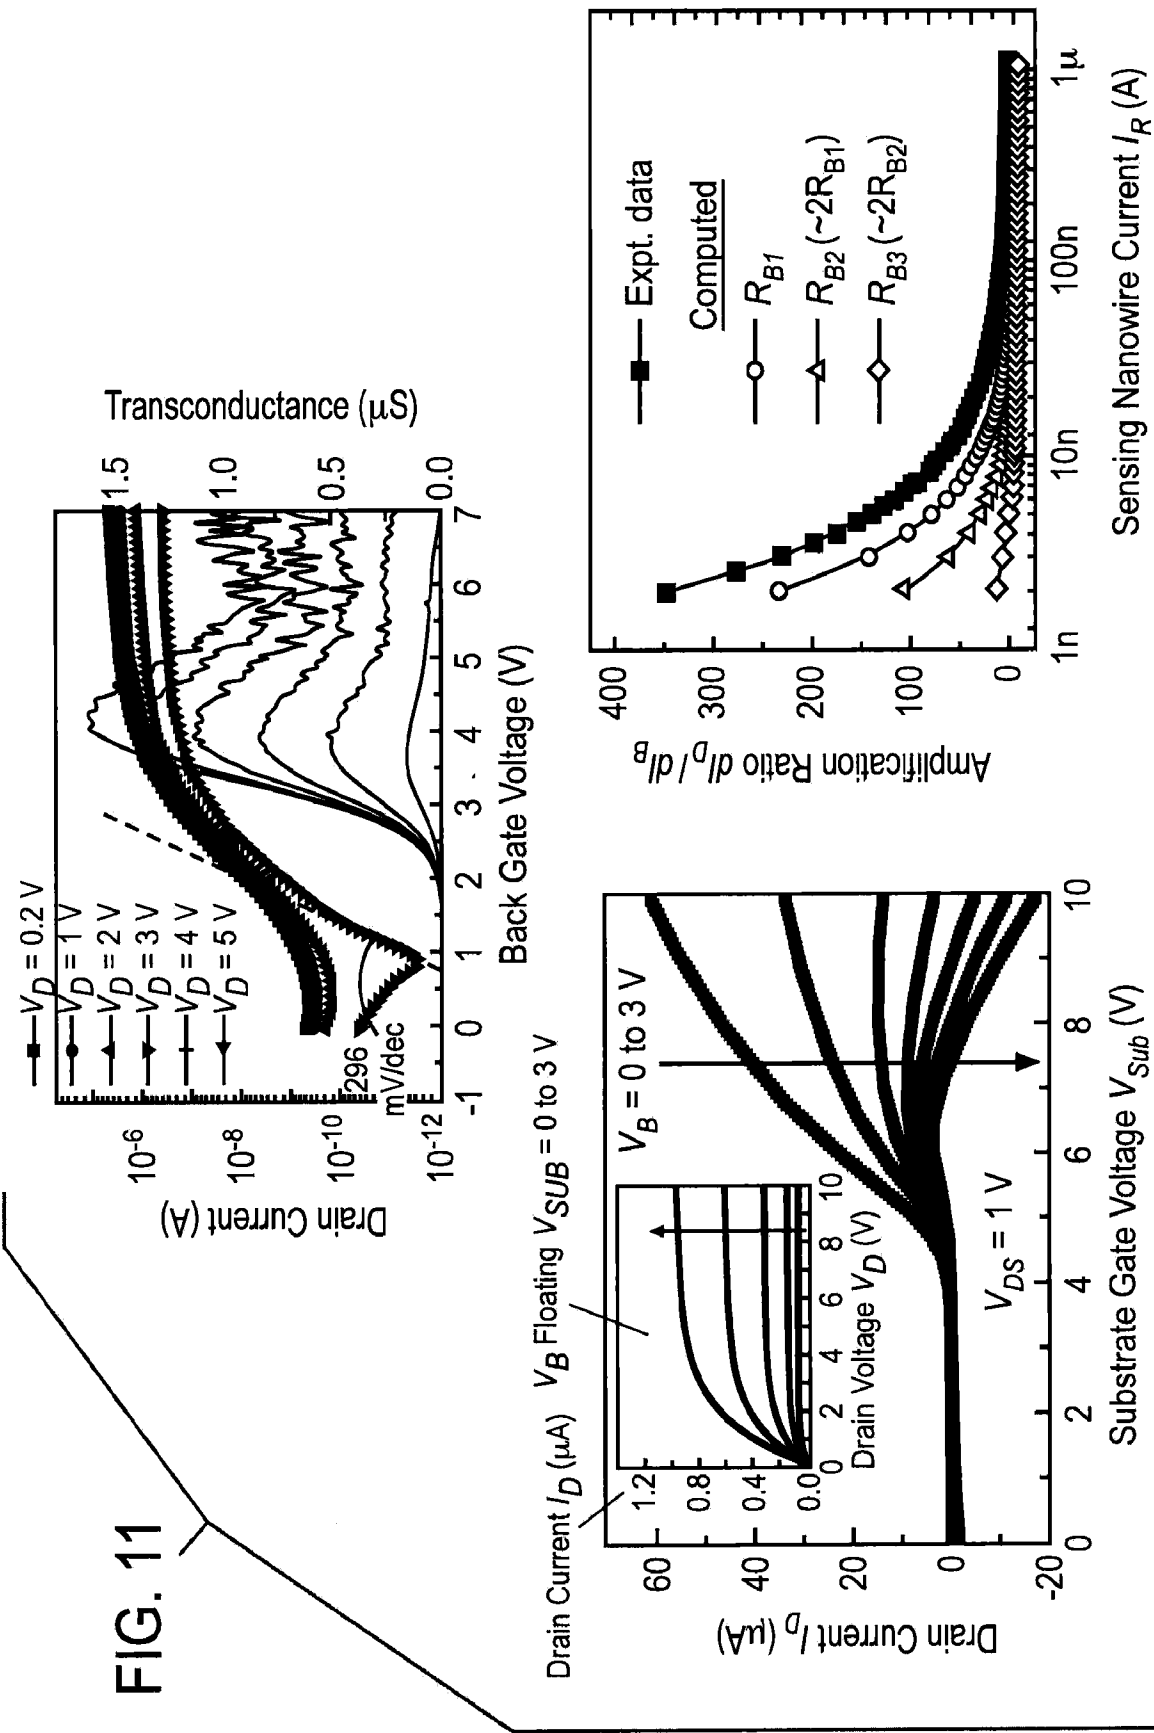 FIG. 11
V_D = 0.2 V
V_D = 1 V
V_D = 2 V
V_D = 3 V
V_D = 4 V
V_D = 5 V
Drain Current (A)
10^-6
10^-8
10^-10
10^-12
296
mV/dec
-1 0 1 2 3 4 5 6 7
Back Gate Voltage (V)
1.5
1.0
0.5
0.0
Transconductance (μS)
Drain Current I_D (μA)
V_B Floating V_SUB = 0 to 3 V
1.2
0.8
0.4
0.0
0 2 4 6 8 10
Drain Voltage V_D (V)
V_B = 0 to 3 V
V_DS = 1 V
60
40
20
0
-20
Drain Current I_D (μA)
0 2 4 6 8 10
Substrate Gate Voltage V_Sub (V)
Amplification Ratio dI_D / dI_B
400
300
200
100
0
Expt. data
Computed
R_B1
R_B2 (~2R_B1)
R_B3 (~2R_B2)
1n 10n 100n 1μ
Sensing Nanowire Current I_R (A)